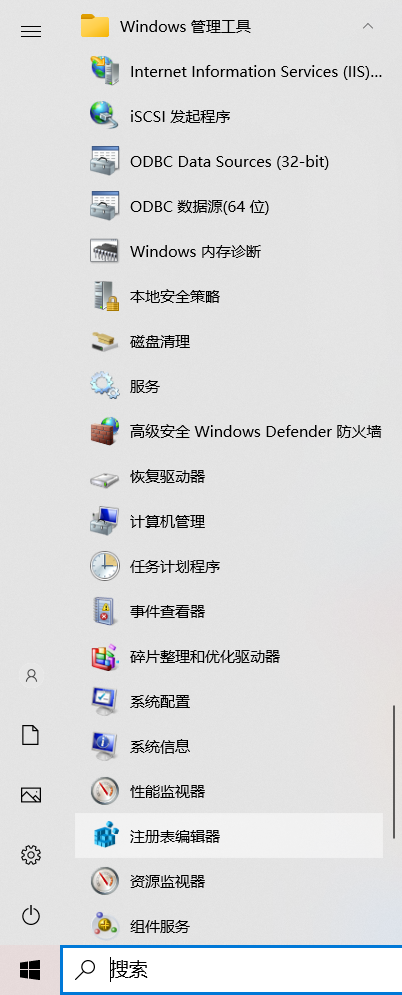 Windows 管理工具
Internet Information Services (IIS)...
iSCSI 发起程序
ODBC Data Sources (32-bit)
ODBC 数据源(64 位)
Windows 内存诊断
本地安全策略
磁盘清理
服务
高级安全 Windows Defender 防火墙
恢复驱动器
计算机管理
任务计划程序
事件查看器
碎片整理和优化驱动器
系统配置
系统信息
性能监视器
注册表编辑器
资源监视器
组件服务
搜索